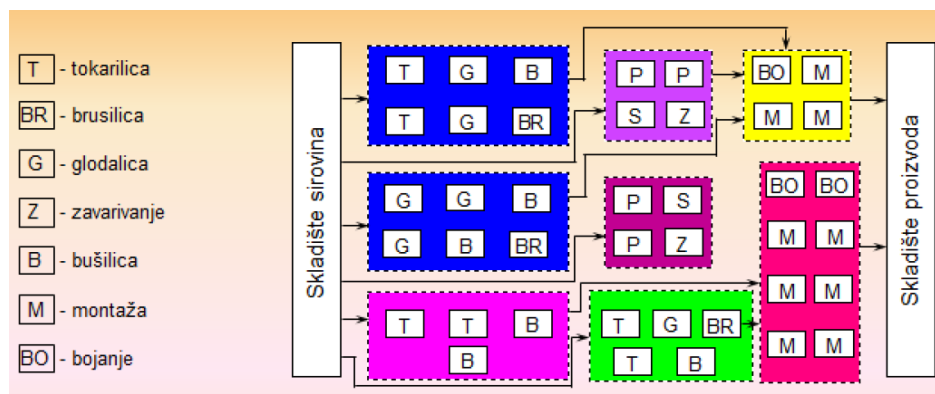 T - tokarilica
BR - brusilica
G - glodalica
Z - zavarivanje
B - bušilica
M - montaža
BO - bojanje
Skladište sirovina
T G B
T G BR
G G B
G B BR
T T B
B
P P
S Z
P S
P Z
T G BR
T B
BO M
M M
BO BO
M M
M M
M M
Skladište proizvoda